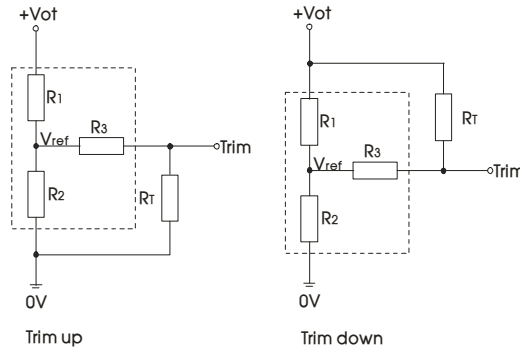 +Vot
R1
Vref
R3
Trim
R2
RT
0V
Trim up
+Vot
R1
RT
Vref
R3
Trim
R2
0V
Trim down